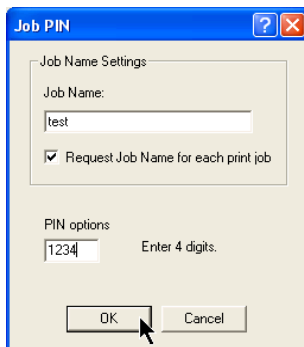 Job PIN
Job Name Settings
Job Name:
test
Request Job Name for each print job
PIN options
1234 Enter 4 digits.
OK Cancel